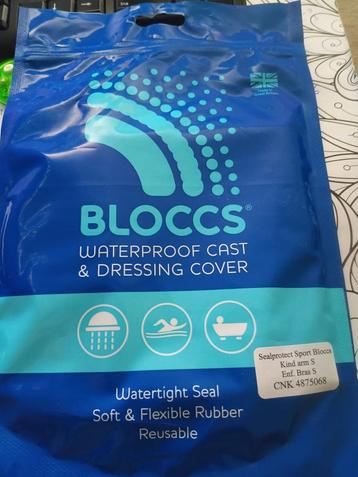 BLOCCS®
WATERPROOF CAST
& DRESSING COVER
Watertight Seal
Soft & Flexible Rubber
Reusable
Sealprotect Sport Bloccs
Kind arm S
Enf. Bras S
CNK 4875068